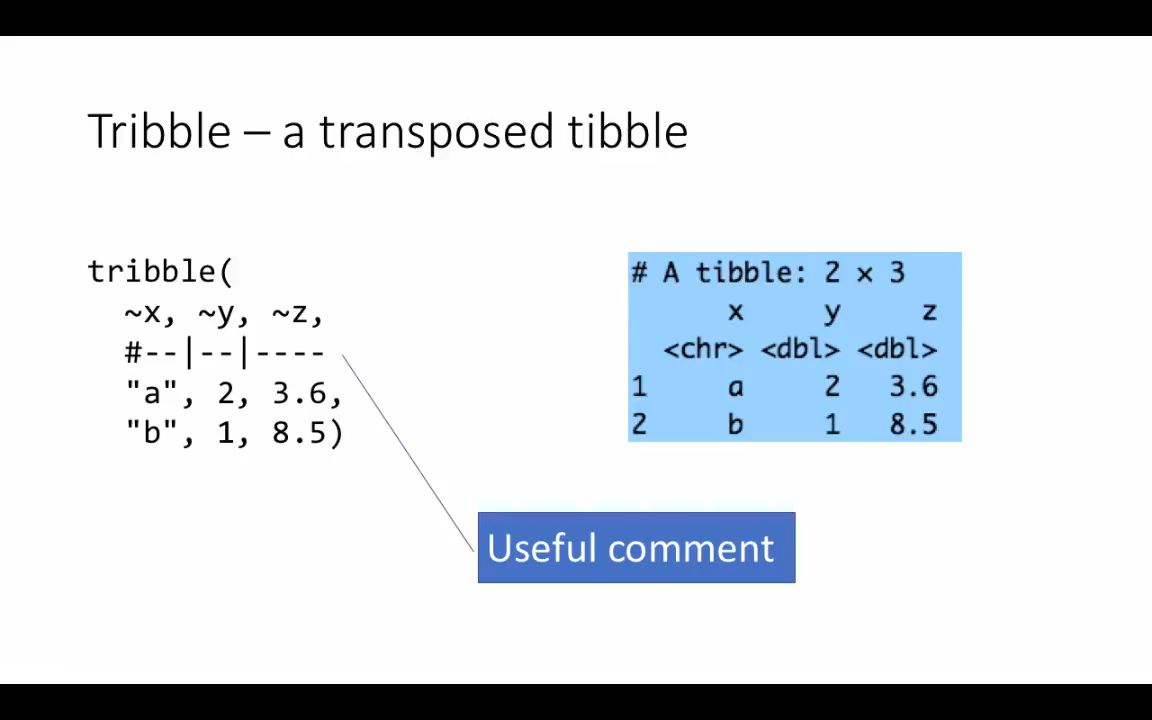 Tribble – a transposed tibble
tribble(
  ~x, ~y, ~z,
  #--|--|----
  "a", 2, 3.6,
  "b", 1, 8.5)
# A tibble: 2 × 3
      x     y     z
  <chr> <dbl> <dbl>
1     a     2   3.6
2     b     1   8.5
Useful comment